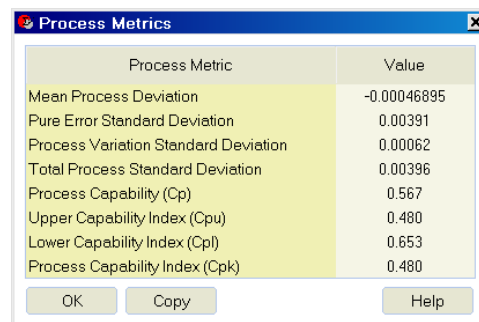 Process Metrics
Process Metric Value
Mean Process Deviation -0.00046895
Pure Error Standard Deviation 0.00391
Process Variation Standard Deviation 0.00062
Total Process Standard Deviation 0.00396
Process Capability (Cp) 0.567
Upper Capability Index (Cpu) 0.480
Lower Capability Index (Cpl) 0.653
Process Capability Index (Cpk) 0.480
OK Copy Help